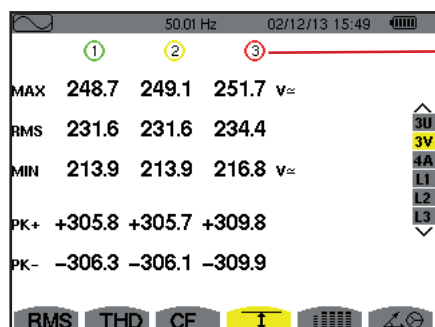 50.01 Hz 02/12/13 15:49
1 2 3
MAX 248.7 249.1 251.7 V≃
RMS 231.6 231.6 234.4
MIN 213.9 213.9 216.8 V≃
PK+ +305.8 +305.7 +309.8
PK- −306.3 −306.1 −309.9
3U
3V
4A
L1
L2
L3
RMS THD CF